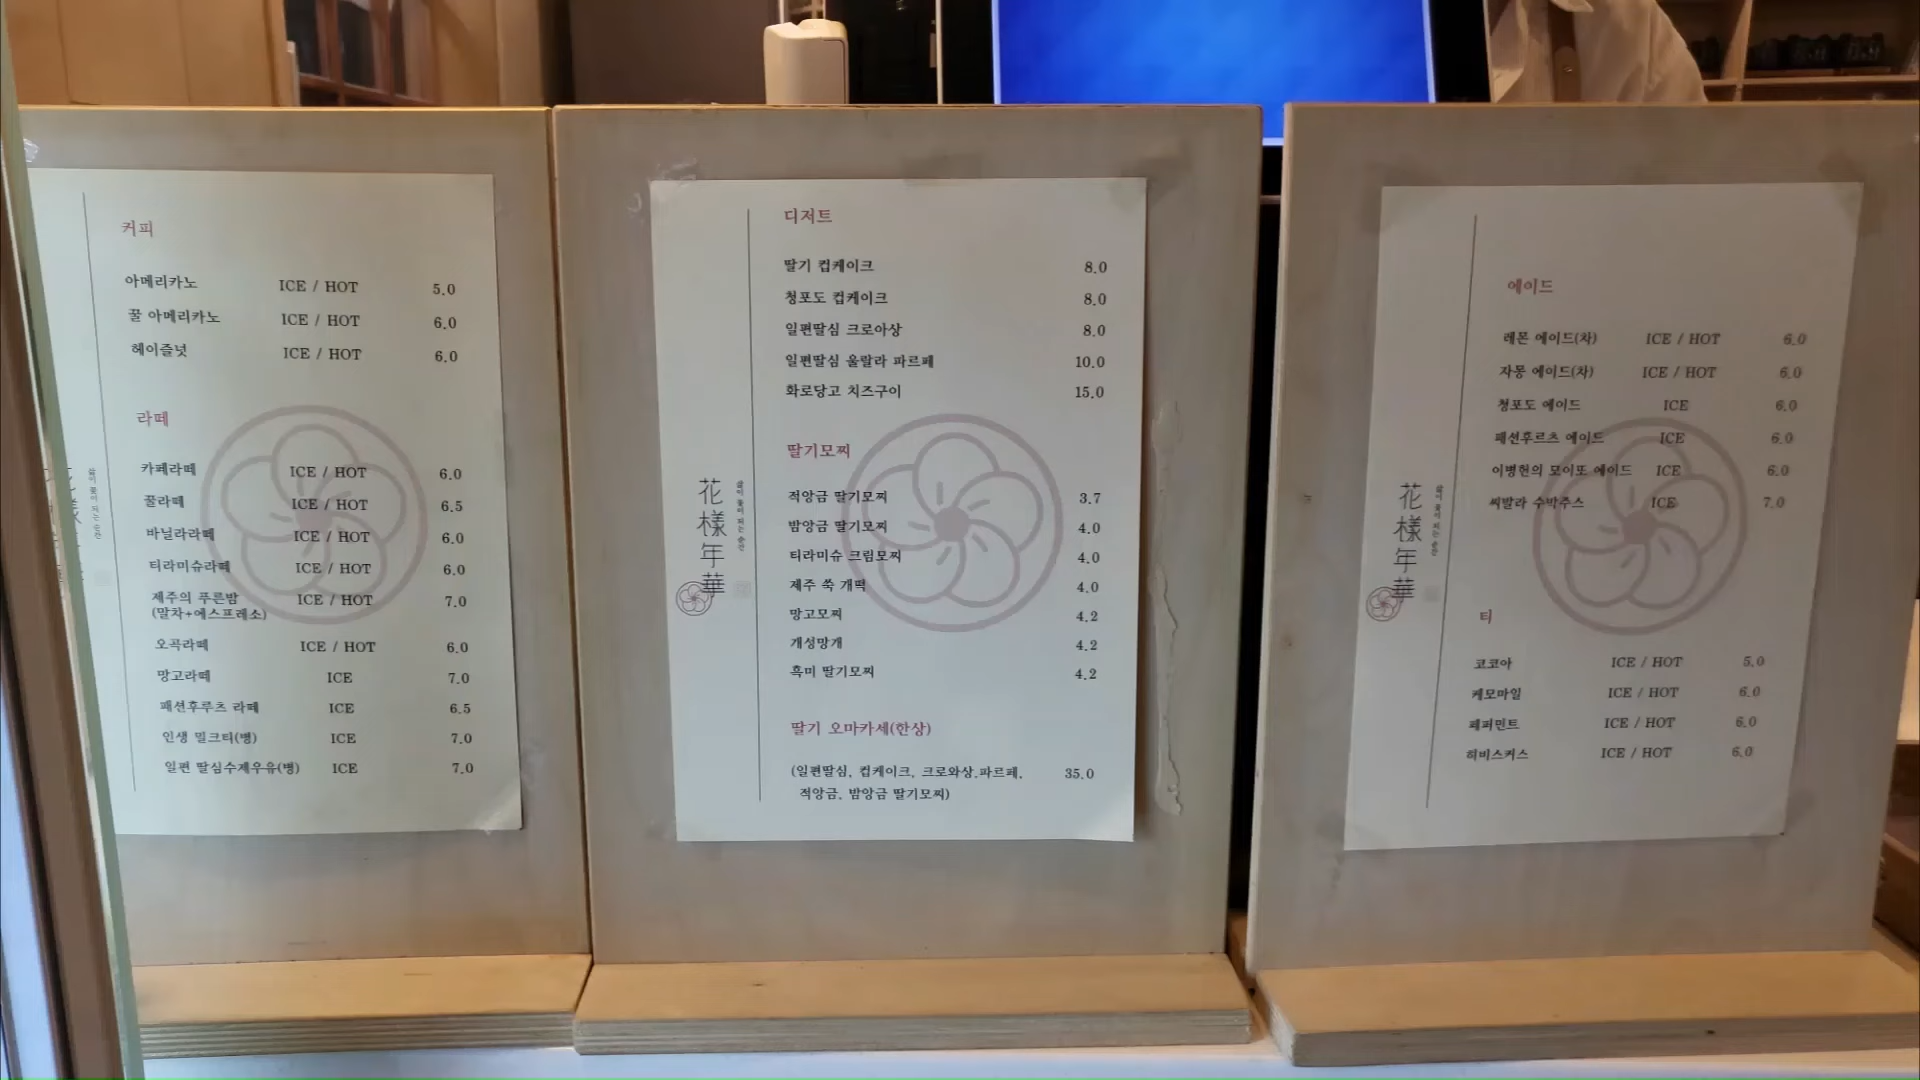 커피
아메리카노 ICE / HOT 5.0
꿀 아메리카노 ICE / HOT 6.0
헤이즐넛 ICE / HOT 6.0
라떼
카페라떼 ICE / HOT 6.0
꿀라떼 ICE / HOT 6.5
바닐라라떼 ICE / HOT 6.0
티라미슈라떼 ICE / HOT 6.0
제주의 푸른밤 ICE / HOT 7.0
(말차+에스프레소)
오곡라떼 ICE / HOT 6.0
망고라떼 ICE 7.0
패션후루츠 라떼 ICE 6.5
인생 밀크티(병) ICE 7.0
일편 딸심수제우유(병) ICE 7.0
花樣年華
삶이 꽃이 되는 순간
디저트
딸기 컵케이크 8.0
청포도 컵케이크 8.0
일편딸심 크로아상 8.0
일편딸심 울랄라 파르페 10.0
화로당고 치즈구이 15.0
딸기모찌
적앙금 딸기모찌 3.7
밤앙금 딸기모찌 4.0
티라미슈 크림모찌 4.0
제주 쑥 개떡 4.0
망고모찌 4.2
개성망개 4.2
흑미 딸기모찌 4.2
딸기 오마카세(한상)
(일편딸심, 컵케이크, 크로와상.파르페, 35.0
적앙금, 밤앙금 딸기모찌)
花樣年華
삶이 꽃이 되는 순간
에이드
레몬 에이드(차) ICE / HOT 6.0
자몽 에이드(차) ICE / HOT 6.0
청포도 에이드 ICE 6.0
패션후르츠 에이드 ICE 6.0
이병헌의 모이또 에이드 ICE 6.0
씨발라 수박주스 ICE 7.0
티
코코아 ICE / HOT 5.0
케모마일 ICE / HOT 6.0
페퍼민트 ICE / HOT 6.0
히비스커스 ICE / HOT 6.0